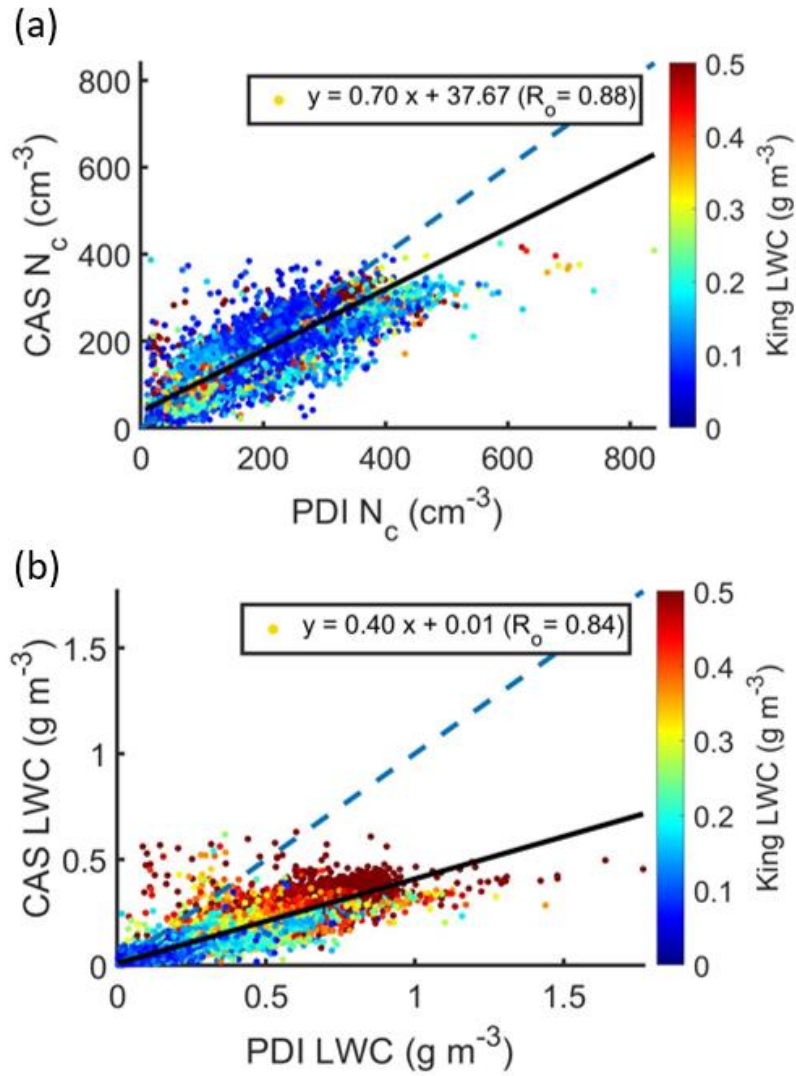 (a)
y = 0.70 x + 37.67 (R_o = 0.88)
800
600
400
200
0
CAS N_c (cm^-3)
0 200 400 600 800
PDI N_c (cm^-3)
0.5
0.4
0.3
0.2
0.1
0
King LWC (g m^-3)
(b)
y = 0.40 x + 0.01 (R_o = 0.84)
1.5
1
0.5
0
CAS LWC (g m^-3)
0 0.5 1 1.5
PDI LWC (g m^-3)
0.5
0.4
0.3
0.2
0.1
0
King LWC (g m^-3)